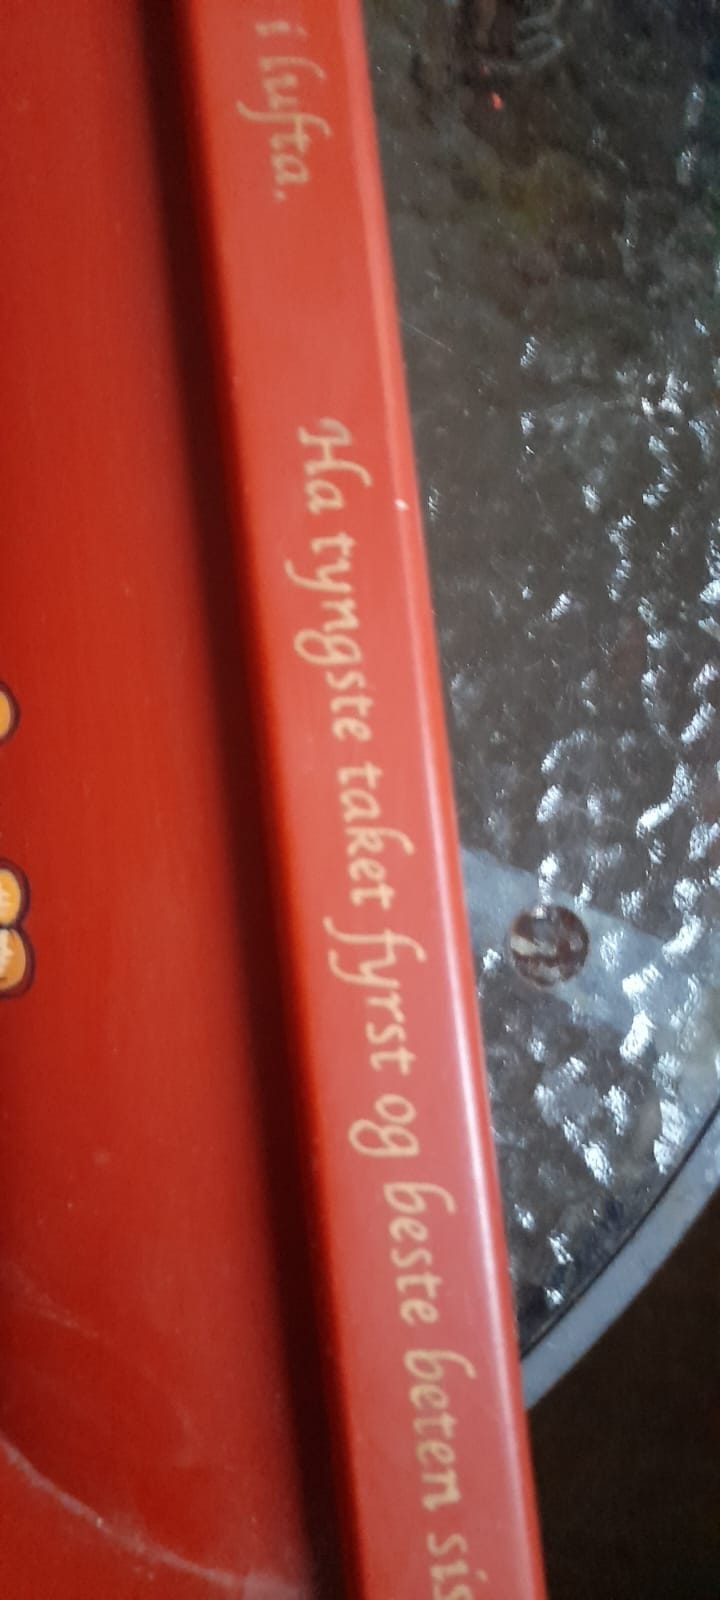 i lufta. Ha tyngste taket fyrst og beste beten sis